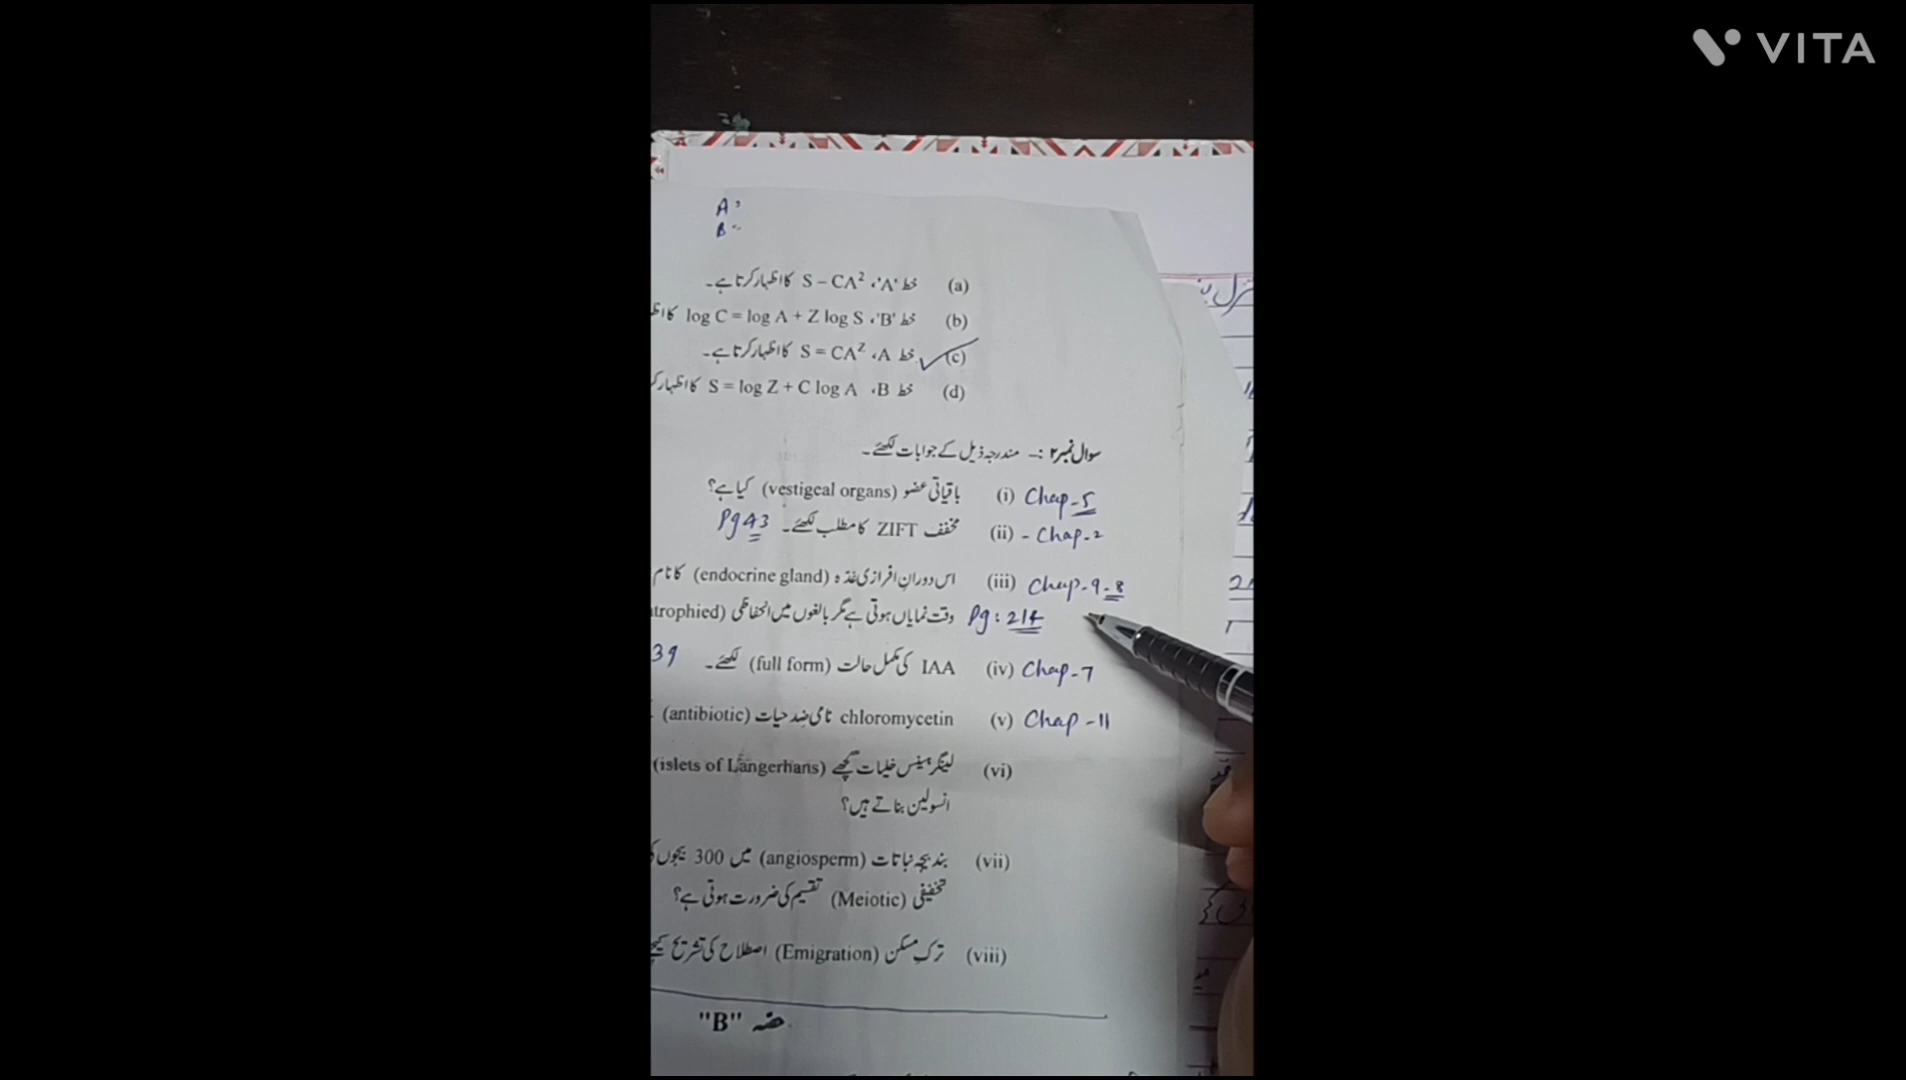 VITA
A:
B:
(a) خط 'A'، S – CA² کا اظہار کرتا ہے۔
(b) خط 'B'، log C = log A + Z log S کا اظ
(c) خط A، S = CA^Z کا اظہار کرتا ہے۔
(d) خط B، S = log Z + C log A کا اظہار ک
سوال نمبر ۲ :– مندرجہ ذیل کے جوابات لکھئے۔
Chap-5 (i) باقیاتی عضو (vestigeal organs) کیا ہے؟
- Chap-2 (ii) مخفف ZIFT کا مطلب لکھئے۔ Pg 43
Chap-9-8 (iii) اس دورانِ افرازی غدہ (endocrine gland) کا نام
Pg: 214 وقت نمایاں ہوتی ہے مگر بالغوں میں انحفاظی (atrophied
Chap-7 (iv) IAA کی مکمل حالت (full form) لکھئے۔ 39
Chap-11 (v) chloromycetin نامی ضد حیات (antibiotic)
(vi) لینگر ہینس خلیات گچھے (islets of Langerhans)
انسولین بناتے ہیں؟
(vii) بند بیجہ نباتات (angiosperm) میں 300 بیجوں ک
تخفیفی (Meiotic) تقسیم کی ضرورت ہوتی ہے؟
(viii) ترکِ مسکن (Emigration) اصطلاح کی تشریح کیجئے
حصہ "B"